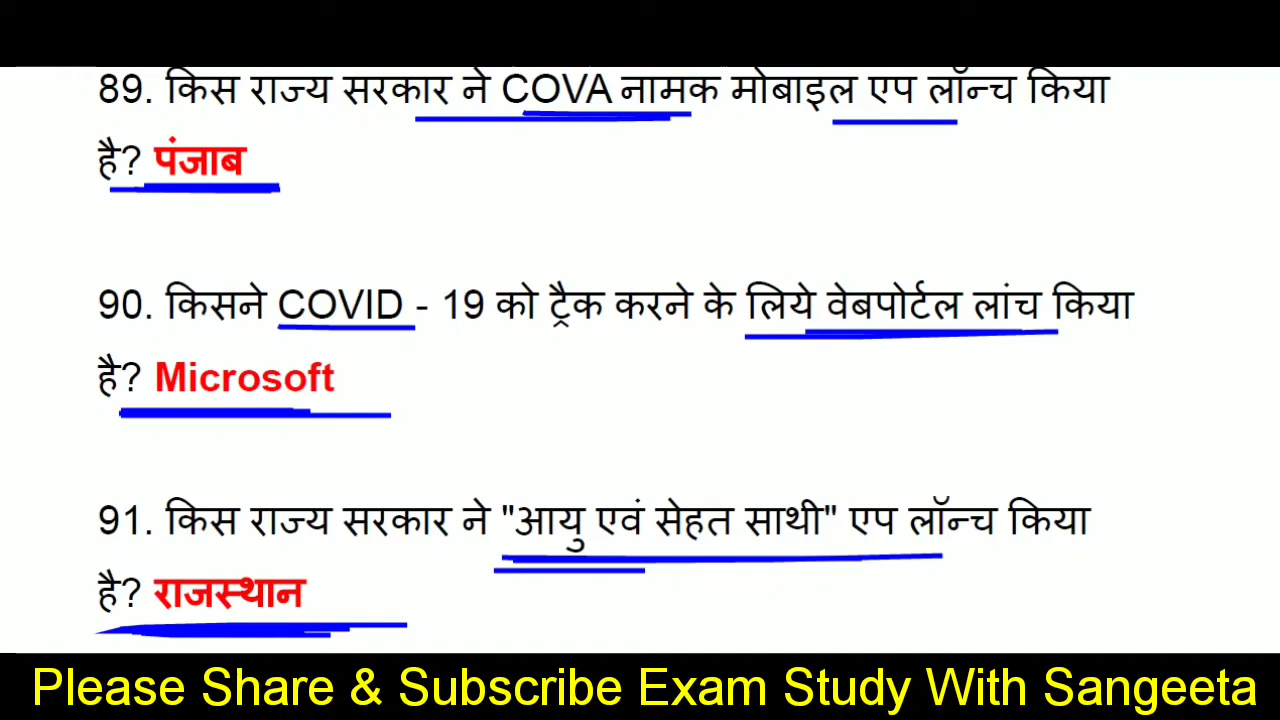 89. किस राज्य सरकार ने COVA नामक मोबाइल एप लॉन्च किया
है? पंजाब
90. किसने COVID - 19 को ट्रैक करने के लिये वेबपोर्टल लांच किया
है? Microsoft
91. किस राज्य सरकार ने "आयु एवं सेहत साथी" एप लॉन्च किया
है? राजस्थान
Please Share & Subscribe Exam Study With Sangeeta